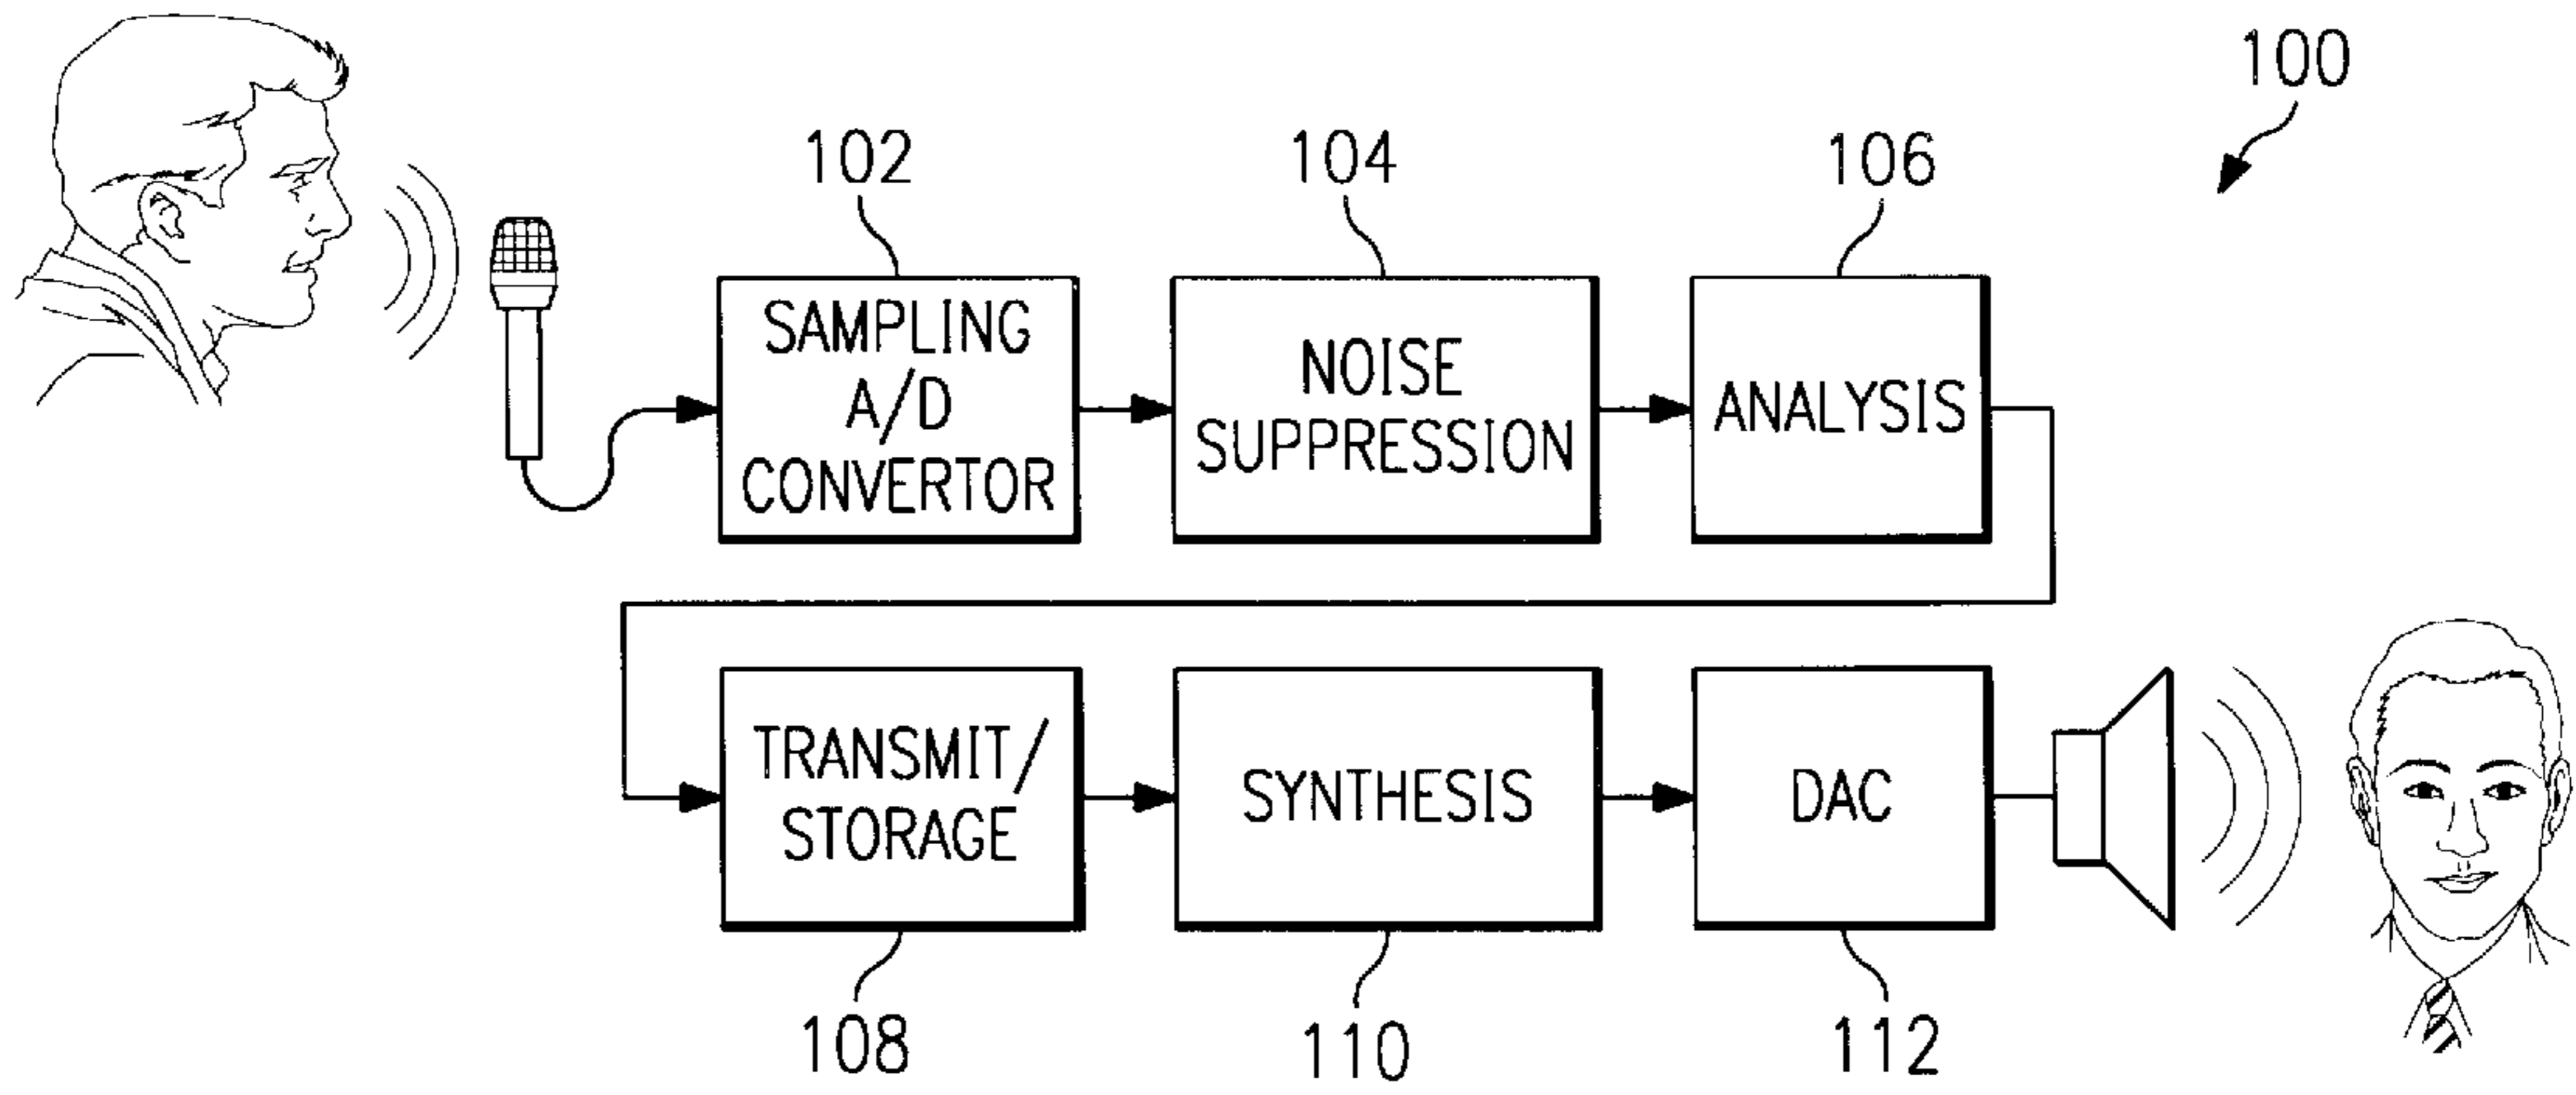 100
102
104
106
SAMPLING
A/D
CONVERTOR
NOISE
SUPPRESSION
ANALYSIS
TRANSMIT/
STORAGE
SYNTHESIS
DAC
108
110
112